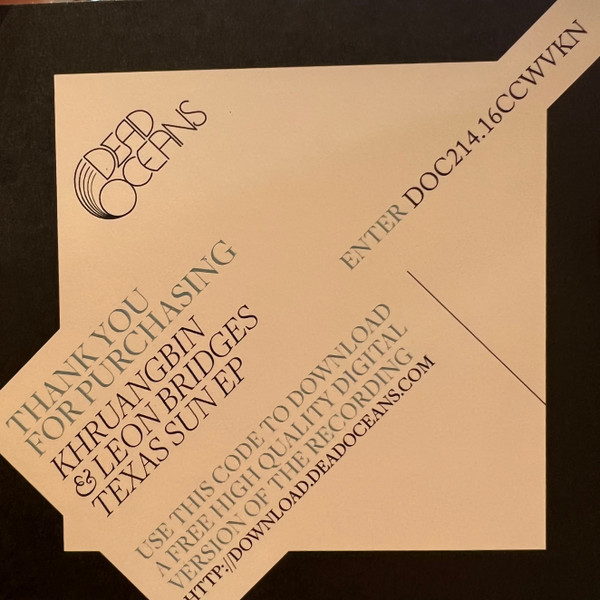 DEAD
OCEANS
THANK YOU
FOR PURCHASING
KHRUANGBIN
& LEON BRIDGES
TEXAS SUN EP
ENTER DOC214.16CCWVKN
USE THIS CODE TO DOWNLOAD
A FREE HIGH QUALITY DIGITAL
VERSION OF THE RECORDING
HTTP://DOWNLOAD.DEADOCEANS.COM